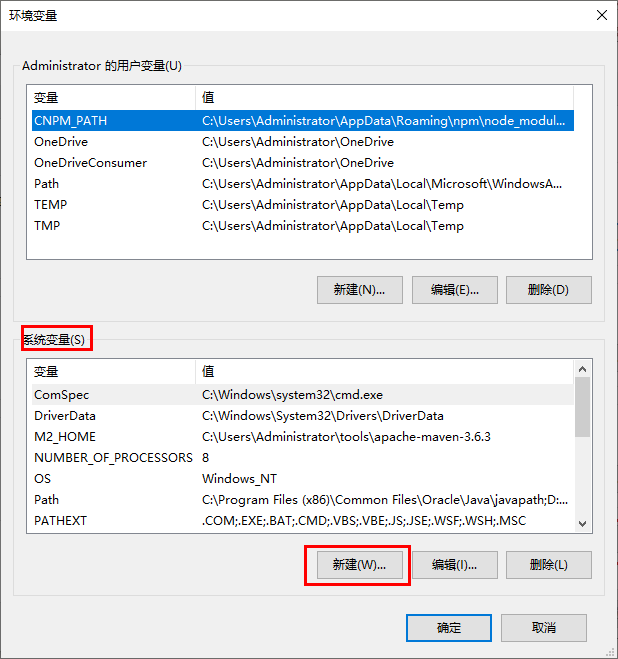 环境变量
Administrator 的用户变量(U)
变量 值
CNPM_PATH C:\Users\Administrator\AppData\Roaming\npm\node_modul...
OneDrive C:\Users\Administrator\OneDrive
OneDriveConsumer C:\Users\Administrator\OneDrive
Path C:\Users\Administrator\AppData\Local\Microsoft\WindowsA...
TEMP C:\Users\Administrator\AppData\Local\Temp
TMP C:\Users\Administrator\AppData\Local\Temp
新建(N)... 编辑(E)... 删除(D)
系统变量(S)
变量 值
ComSpec C:\Windows\system32\cmd.exe
DriverData C:\Windows\System32\Drivers\DriverData
M2_HOME C:\Users\Administrator\tools\apache-maven-3.6.3
NUMBER_OF_PROCESSORS 8
OS Windows_NT
Path C:\Program Files (x86)\Common Files\Oracle\Java\javapath;D:...
PATHEXT .COM;.EXE;.BAT;.CMD;.VBS;.VBE;.JS;.JSE;.WSF;.WSH;.MSC
新建(W)... 编辑(I)... 删除(L)
确定 取消